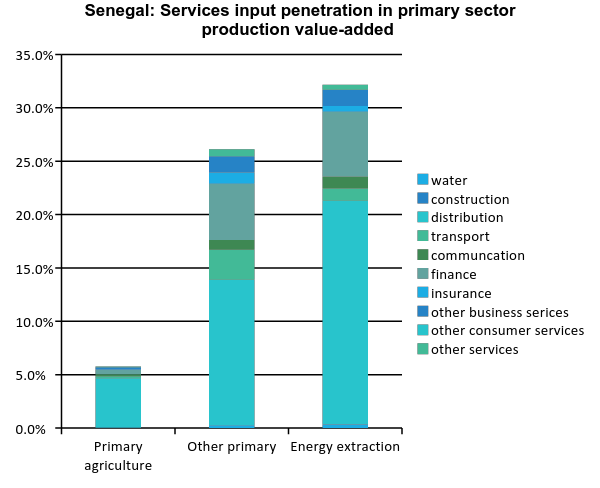 Senegal: Services input penetration in primary sector
production value-added
35.0%
30.0%
25.0%
20.0%
15.0%
10.0%
5.0%
0.0%
Primary
agriculture
Other primary
Energy extraction
water
construction
distribution
transport
communcation
finance
insurance
other business serices
other consumer services
other services